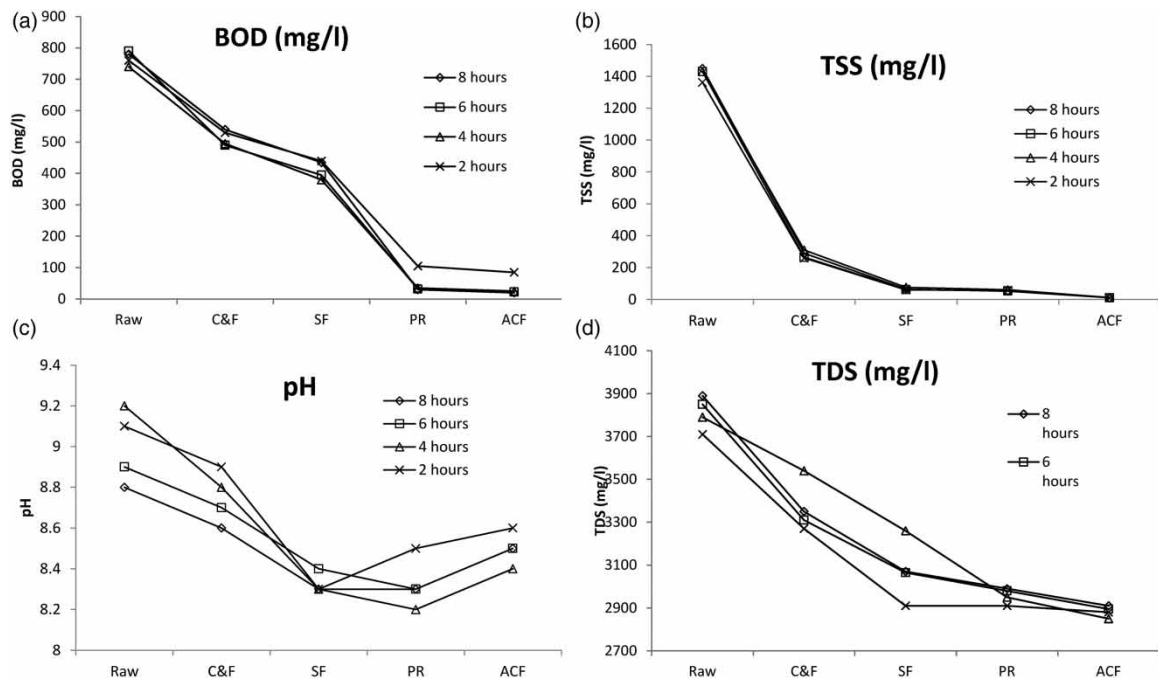 (a)
BOD (mg/l)
900
800
700
600
500
400
300
200
100
0
BOD (mg/l)
8 hours
6 hours
4 hours
2 hours
Raw C&F SF PR ACF
(b)
TSS (mg/l)
1600
1400
1200
1000
800
600
400
200
0
TSS (mg/l)
8 hours
6 hours
4 hours
2 hours
Raw C&F SF PR ACF
(c)
pH
9.4
9.2
9
8.8
8.6
8.4
8.2
8
pH
8 hours
6 hours
4 hours
2 hours
Raw C&F SF PR ACF
(d)
TDS (mg/l)
4100
3900
3700
3500
3300
3100
2900
2700
TDS (mg/l)
8
hours
6
hours
Raw C&F SF PR ACF